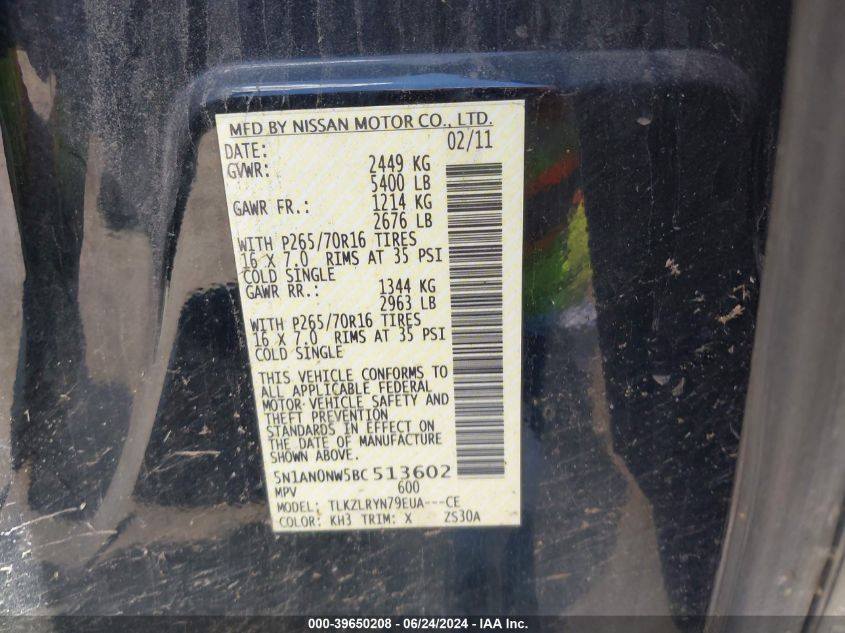 MFD BY NISSAN MOTOR CO., LTD.
DATE: 02/11
GVWR: 2449 KG
5400 LB
GAWR FR.: 1214 KG
2676 LB
WITH P265/70R16 TIRES
16 X 7.0 RIMS AT 35 PSI
COLD SINGLE
GAWR RR.: 1344 KG
2963 LB
WITH P265/70R16 TIRES
16 X 7.0 RIMS AT 35 PSI
COLD SINGLE
THIS VEHICLE CONFORMS TO
ALL APPLICABLE FEDERAL
MOTOR VEHICLE SAFETY AND
THEFT PREVENTION
STANDARDS IN EFFECT ON
THE DATE OF MANUFACTURE
SHOWN ABOVE.
5N1AN0NW5BC513602
MPV 600
MODEL: TLKZLRYN79EUA---CE
COLOR: KH3 TRIM: X ZS30A
000-39650208 - 06/24/2024 - IAA Inc.